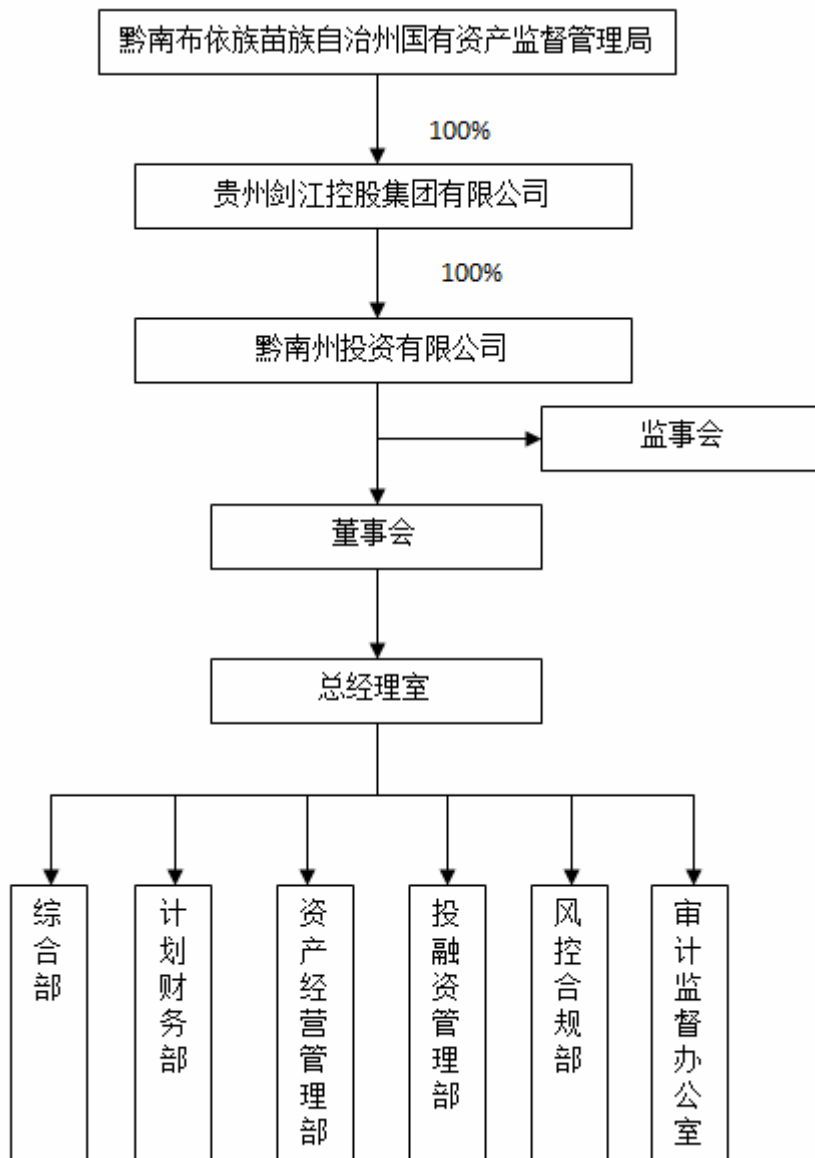 黔南布依族苗族自治州国有资产监督管理局
100%
贵州剑江控股集团有限公司
100%
黔南州投资有限公司
监事会
董事会
总经理室
综合部
计划财务部
资产经营管理部
投融资管理部
风控合规部
审计监督办公室